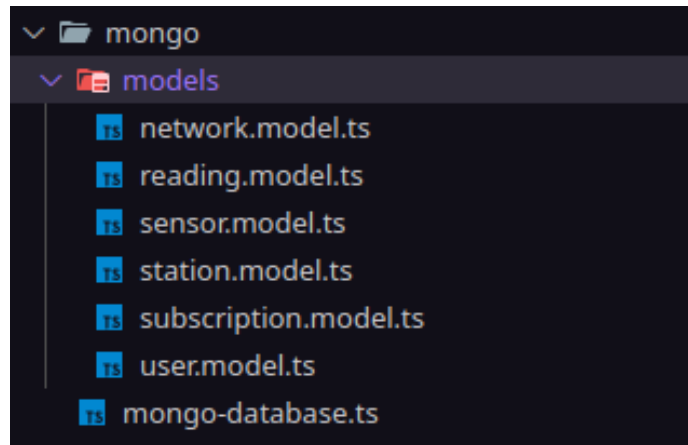 mongo
models
TS network.model.ts
TS reading.model.ts
TS sensor.model.ts
TS station.model.ts
TS subscription.model.ts
TS user.model.ts
TS mongo-database.ts